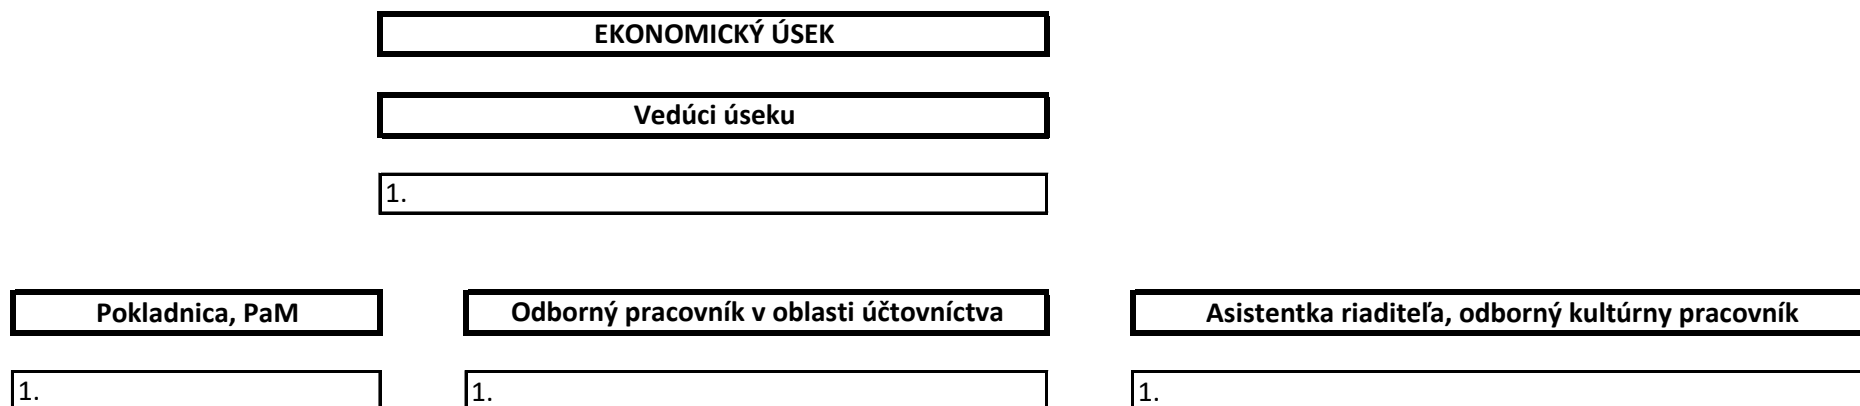 EKONOMICKÝ ÚSEK
Vedúci úseku
1.
Pokladnica, PaM
Odborný pracovník v oblasti účtovníctva
Asistentka riaditeľa, odborný kultúrny pracovník
1.
1.
1.